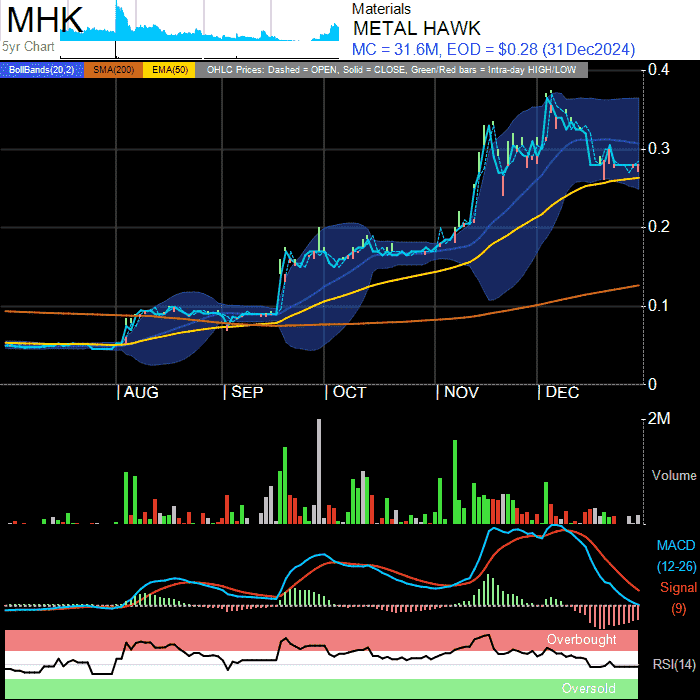 MHK
5yr Chart
Materials
METAL HAWK
MC = 31.6M, EOD = $0.28 (31Dec2024)
BollBands(20,2) SMA(200) EMA(50) OHLC Prices: Dashed = OPEN, Solid = CLOSE, Green/Red bars = Intra-day HIGH/LOW
0.4
0.3
0.2
0.1
0
AUG SEP OCT NOV DEC
2M
Volume
MACD
(12-26)
Signal
(9)
Overbought
RSI(14)
Oversold